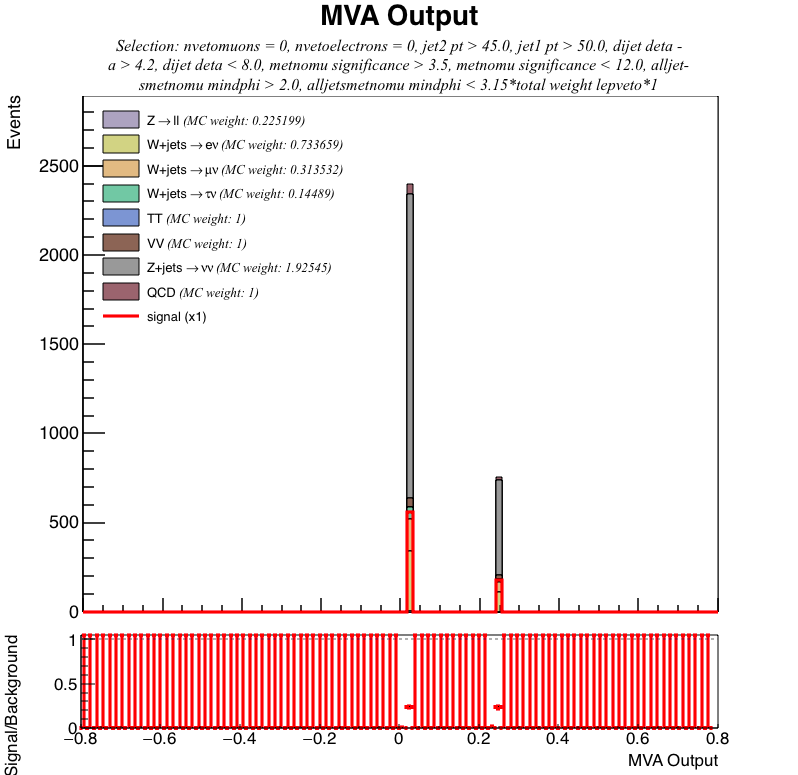 MVA Output
Selection: nvetomuons = 0, nvetoelectrons = 0, jet2 pt > 45.0, jet1 pt > 50.0, dijet deta -
a > 4.2, dijet deta < 8.0, metnomu significance > 3.5, metnomu significance < 12.0, alljet-
smetnomu mindphi > 2.0, alljetsmetnomu mindphi < 3.15*total weight lepveto*1
Events
Z→ll (MC weight: 0.225199)
W+jets→eν (MC weight: 0.733659)
W+jets→μν (MC weight: 0.313532)
W+jets→τν (MC weight: 0.14489)
TT (MC weight: 1)
VV (MC weight: 1)
Z+jets→νν (MC weight: 1.92545)
QCD (MC weight: 1)
signal (x1)
2500
2000
1500
1000
500
0
Signal/Background
1
0.5
0
−0.8 −0.6 −0.4 −0.2 0 0.2 0.4 0.6 0.8
MVA Output